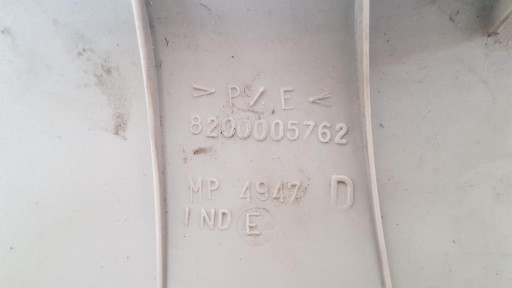 > P/E <
8200005762
MP 4947 D
IND E